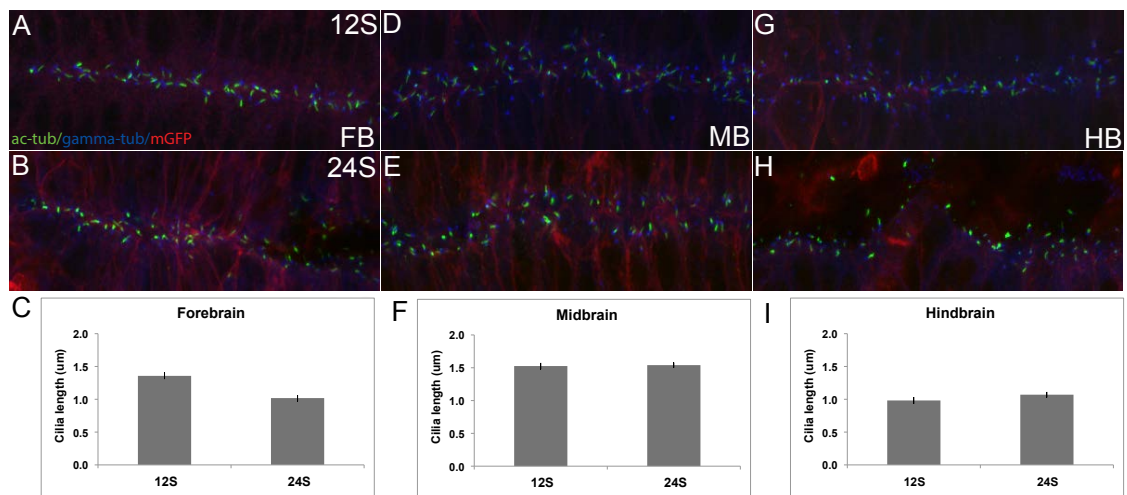 A
12S
ac-tub/gamma-tub/mGFP
FB
D
MB
G
HB
B
24S
E
H
C
Forebrain
Cilia length (um)
2.0
1.5
1.0
0.5
0.0
12S
24S
F
Midbrain
Cilia length (um)
2.0
1.5
1.0
0.5
0.0
12S
24S
I
Hindbrain
Cilia length (um)
2.0
1.5
1.0
0.5
0.0
12S
24S